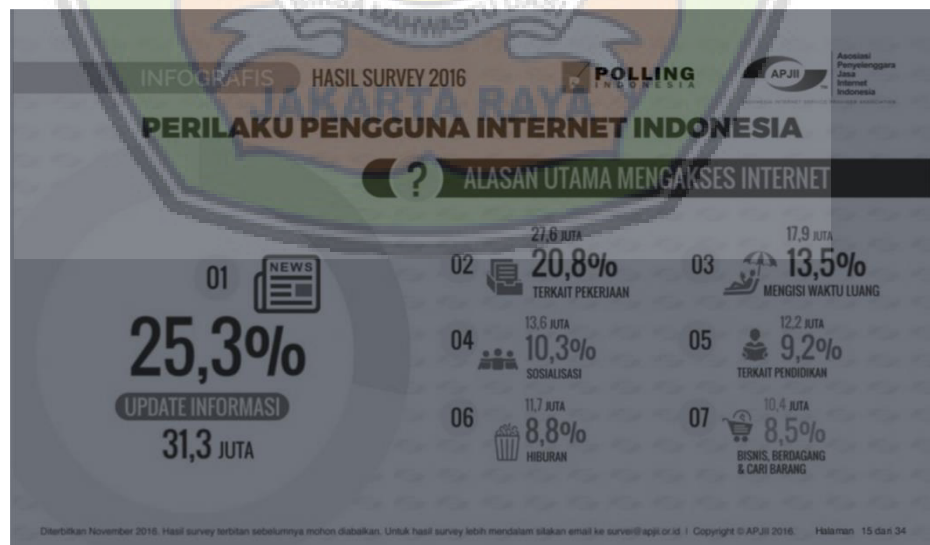 WIRSA MAHWASTU DASI
INFOGRAFIS HASIL SURVEY 2016
POLLING
INDONESIA
APJII
Asosiasi
Penyelenggara
Jasa
Internet
Indonesia
JAKARTA RAYA
PERILAKU PENGGUNA INTERNET INDONESIA
? ALASAN UTAMA MENGAKSES INTERNET
01
NEWS
25,3%
UPDATE INFORMASI
31,3 JUTA
02
27,6 JUTA
20,8%
TERKAIT PEKERJAAN
03
17,9 JUTA
13,5%
MENGISI WAKTU LUANG
04
13,6 JUTA
10,3%
SOSIALISASI
05
12,2 JUTA
9,2%
TERKAIT PENDIDIKAN
06
11,7 JUTA
8,8%
HIBURAN
07
10,4 JUTA
8,5%
BISNIS, BERDAGANG
& CARI BARANG
Diterbitkan November 2016. Hasil survey terbitan sebelumnya mohon diabaikan. Untuk hasil survey lebih mendalam silakan email ke survei@apjii.or.id | Copyright © APJII 2016. Halaman 15 dari 34